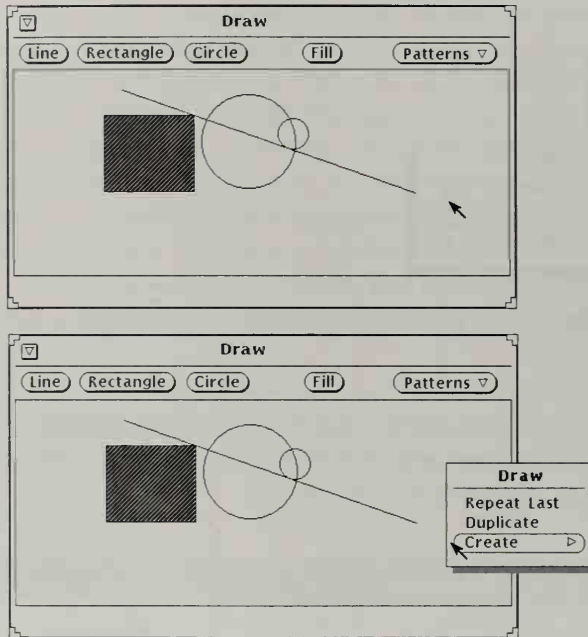 Draw
Line Rectangle Circle Fill Patterns
Draw
Line Rectangle Circle Fill Patterns
Draw
Repeat Last
Duplicate
Create